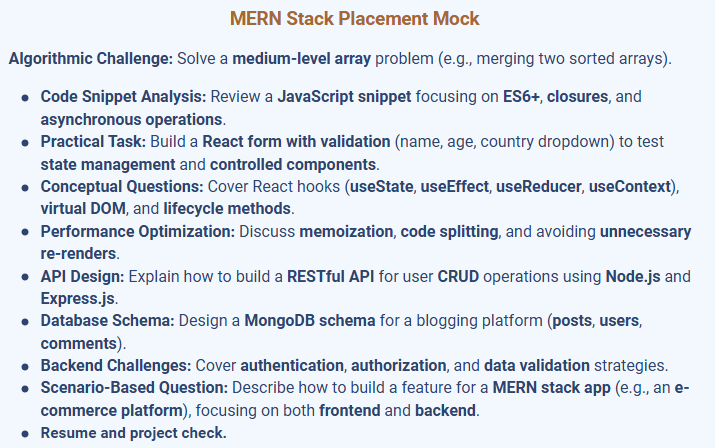 MERN Stack Placement Mock
Algorithmic Challenge: Solve a medium-level array problem (e.g., merging two sorted arrays).
● Code Snippet Analysis: Review a JavaScript snippet focusing on ES6+, closures, and
asynchronous operations.
● Practical Task: Build a React form with validation (name, age, country dropdown) to test
state management and controlled components.
● Conceptual Questions: Cover React hooks (useState, useEffect, useReducer, useContext),
virtual DOM, and lifecycle methods.
● Performance Optimization: Discuss memoization, code splitting, and avoiding unnecessary
re-renders.
● API Design: Explain how to build a RESTful API for user CRUD operations using Node.js and
Express.js.
● Database Schema: Design a MongoDB schema for a blogging platform (posts, users,
comments).
● Backend Challenges: Cover authentication, authorization, and data validation strategies.
● Scenario-Based Question: Describe how to build a feature for a MERN stack app (e.g., an e-
commerce platform), focusing on both frontend and backend.
● Resume and project check.